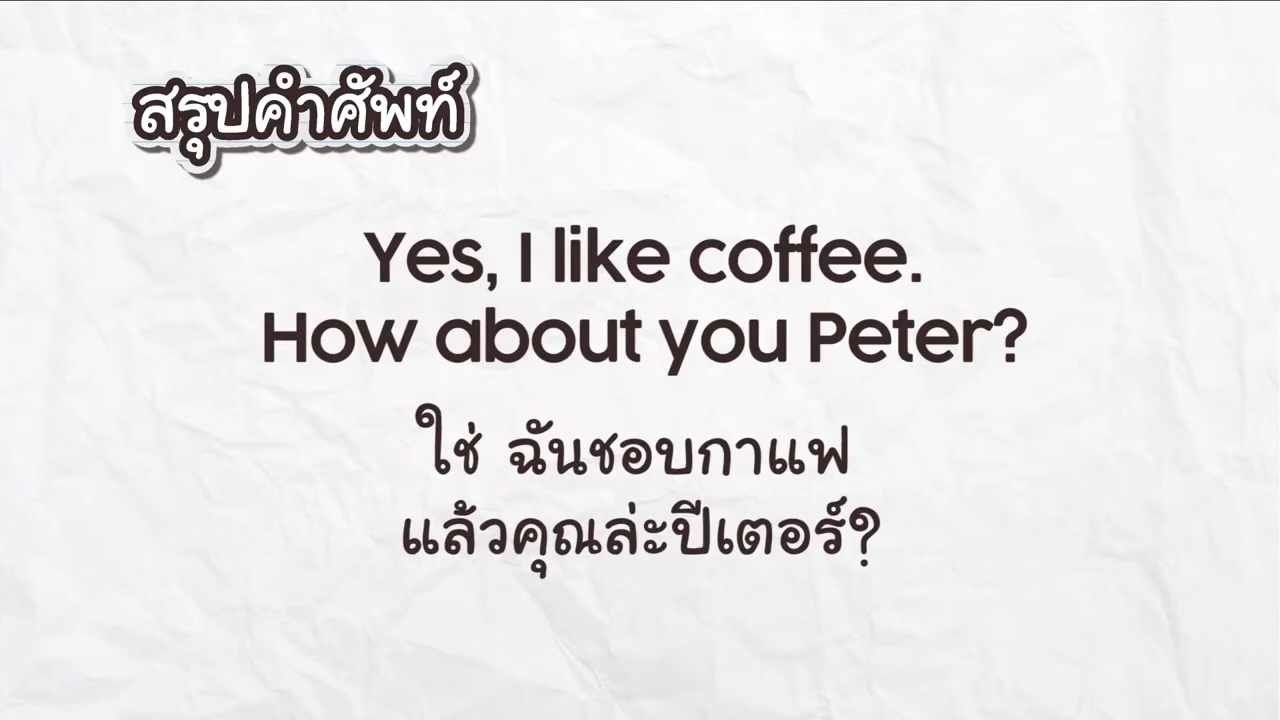 สรุปคำศัพท์
Yes, I like coffee.
How about you Peter?
ใช่ ฉันชอบกาแฟ
แล้วคุณล่ะปีเตอร์?